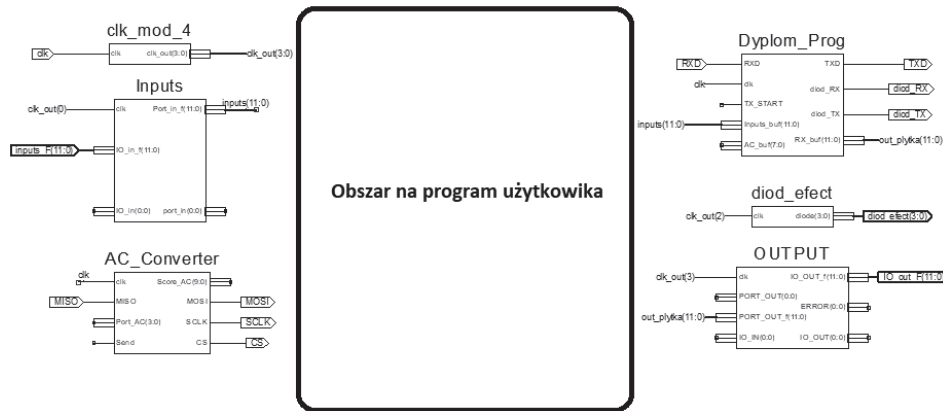 clk_mod_4
clk
clk
clk_out(3:0)
clk_out(3:0)
Inputs
clk_out(0)
clk
Port_in_f(11:0)
inputs(11:0)
inputs_F(11:0)
IO_in_f(11:0)
IO_in(0:0)
port_in(0:0)
AC_Converter
clk
clk
Score_AC(9:0)
MISO
MISO
MOSI
MOSI
Port_AC(3:0)
SCLK
SCLK
Send
CS
CS
Obszar na program użytkowika
Dyplom_Prog
RXD
RXD
TXD
TXD
clk
clk
diod_RX
diod_RX
TX_START
diod_TX
diod_TX
inputs(11:0)
Inputs_buf(11:0)
AC_buf(7:0)
RX_buf(11:0)
out_plytka(11:0)
diod_efect
clk_out(2)
clk
diode(3:0)
diod_efect(3:0)
OUTPUT
clk_out(3)
clk
IO_OUT_f(11:0)
IO_out_F(11:0)
PORT_OUT(0:0)
ERROR(0:0)
out_plytka(11:0)
PORT_OUT_f(11:0)
IO_IN(0:0)
IO_OUT(0:0)